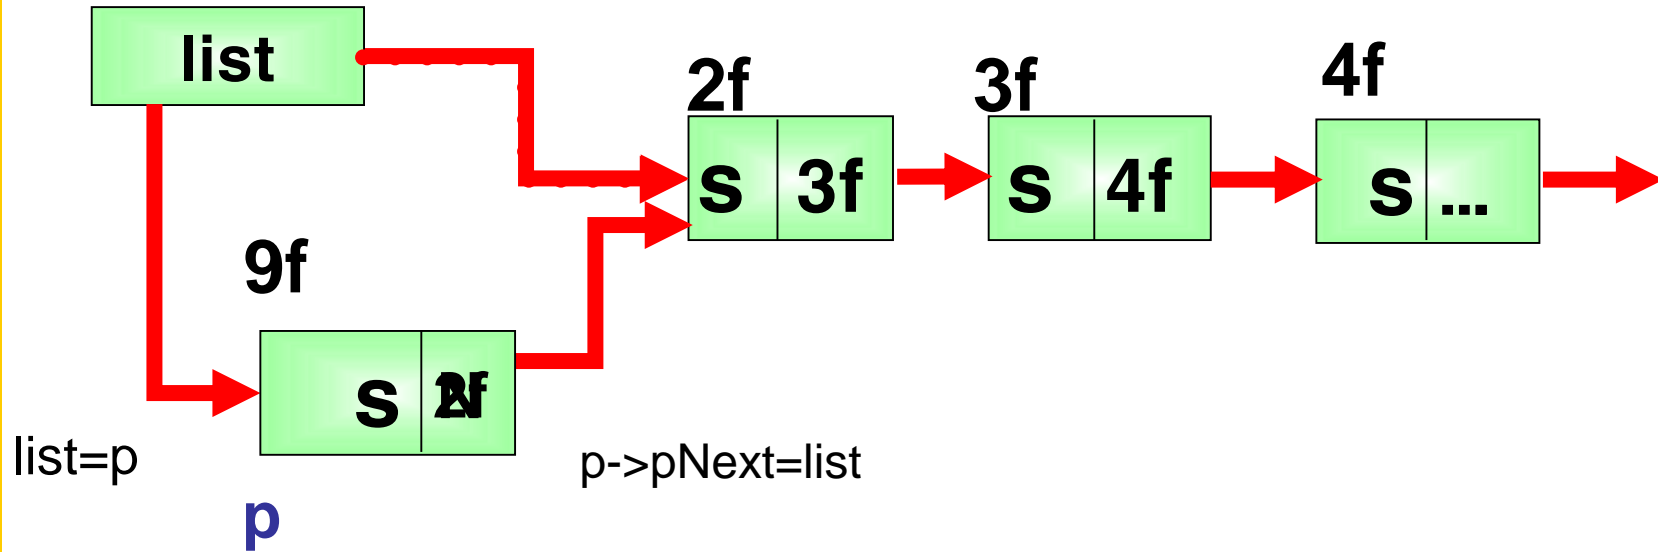 list
2f
3f
4f
s 3f
s 4f
s ...
9f
s
list=p
p->pNext=list
p